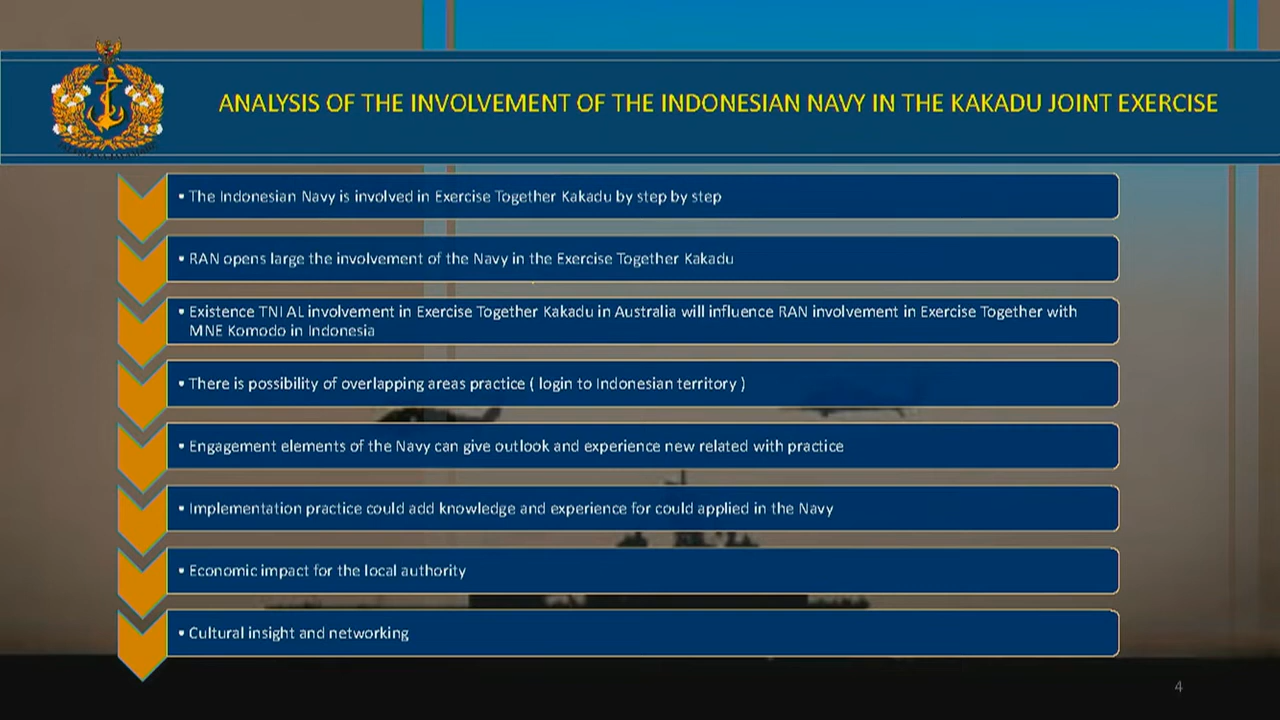 ANALYSIS OF THE INVOLVEMENT OF THE INDONESIAN NAVY IN THE KAKADU JOINT EXERCISE
• The Indonesian Navy is involved in Exercise Together Kakadu by step by step
• RAN opens large the involvement of the Navy in the Exercise Together Kakadu
• Existence TNI AL involvement in Exercise Together Kakadu in Australia will influence RAN involvement in Exercise Together with
MNE Komodo in Indonesia
• There is possibility of overlapping areas practice ( login to Indonesian territory )
• Engagement elements of the Navy can give outlook and experience new related with practice
• Implementation practice could add knowledge and experience for could applied in the Navy
• Economic impact for the local authority
• Cultural insight and networking
4